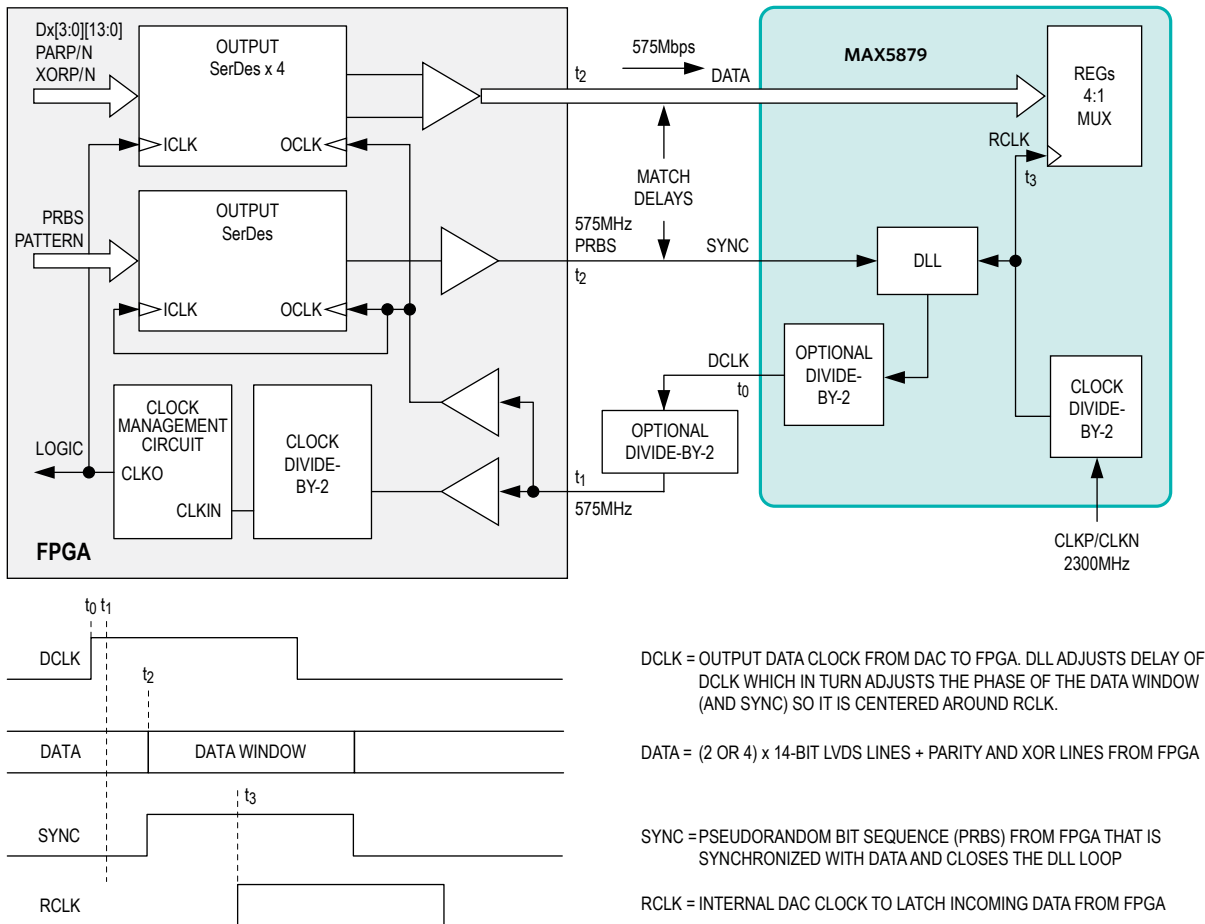 Dx[3:0][13:0]
PARP/N
XORP/N
OUTPUT
SerDes x 4
ICLK
OCLK
t2
575Mbps
DATA
MAX5879
REGs
4:1
MUX
RCLK
t3
MATCH
DELAYS
PRBS
PATTERN
OUTPUT
SerDes
ICLK
OCLK
575MHz
PRBS
t2
SYNC
DLL
DCLK
t0
OPTIONAL
DIVIDE-
BY-2
CLOCK
DIVIDE-
BY-2
OPTIONAL
DIVIDE-BY-2
LOGIC
CLOCK
MANAGEMENT
CIRCUIT
CLKO
CLKIN
CLOCK
DIVIDE-
BY-2
t1
575MHz
FPGA
CLKP/CLKN
2300MHz
t0 t1
DCLK
t2
DATA
DATA WINDOW
t3
SYNC
RCLK
DCLK = OUTPUT DATA CLOCK FROM DAC TO FPGA. DLL ADJUSTS DELAY OF
DCLK WHICH IN TURN ADJUSTS THE PHASE OF THE DATA WINDOW
(AND SYNC) SO IT IS CENTERED AROUND RCLK.
DATA = (2 OR 4) x 14-BIT LVDS LINES + PARITY AND XOR LINES FROM FPGA
SYNC = PSEUDORANDOM BIT SEQUENCE (PRBS) FROM FPGA THAT IS
SYNCHRONIZED WITH DATA AND CLOSES THE DLL LOOP
RCLK = INTERNAL DAC CLOCK TO LATCH INCOMING DATA FROM FPGA